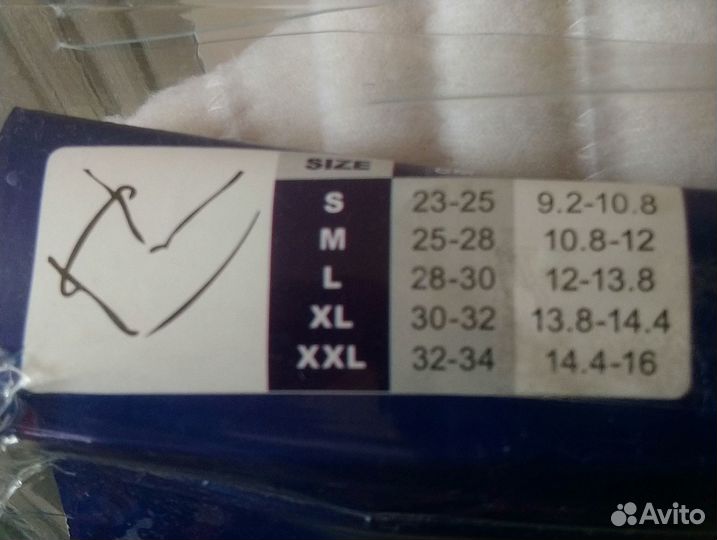 SIZE
S 23-25 9.2-10.8
M 25-28 10.8-12
L 28-30 12-13.8
XL 30-32 13.8-14.4
XXL 32-34 14.4-16
Avito